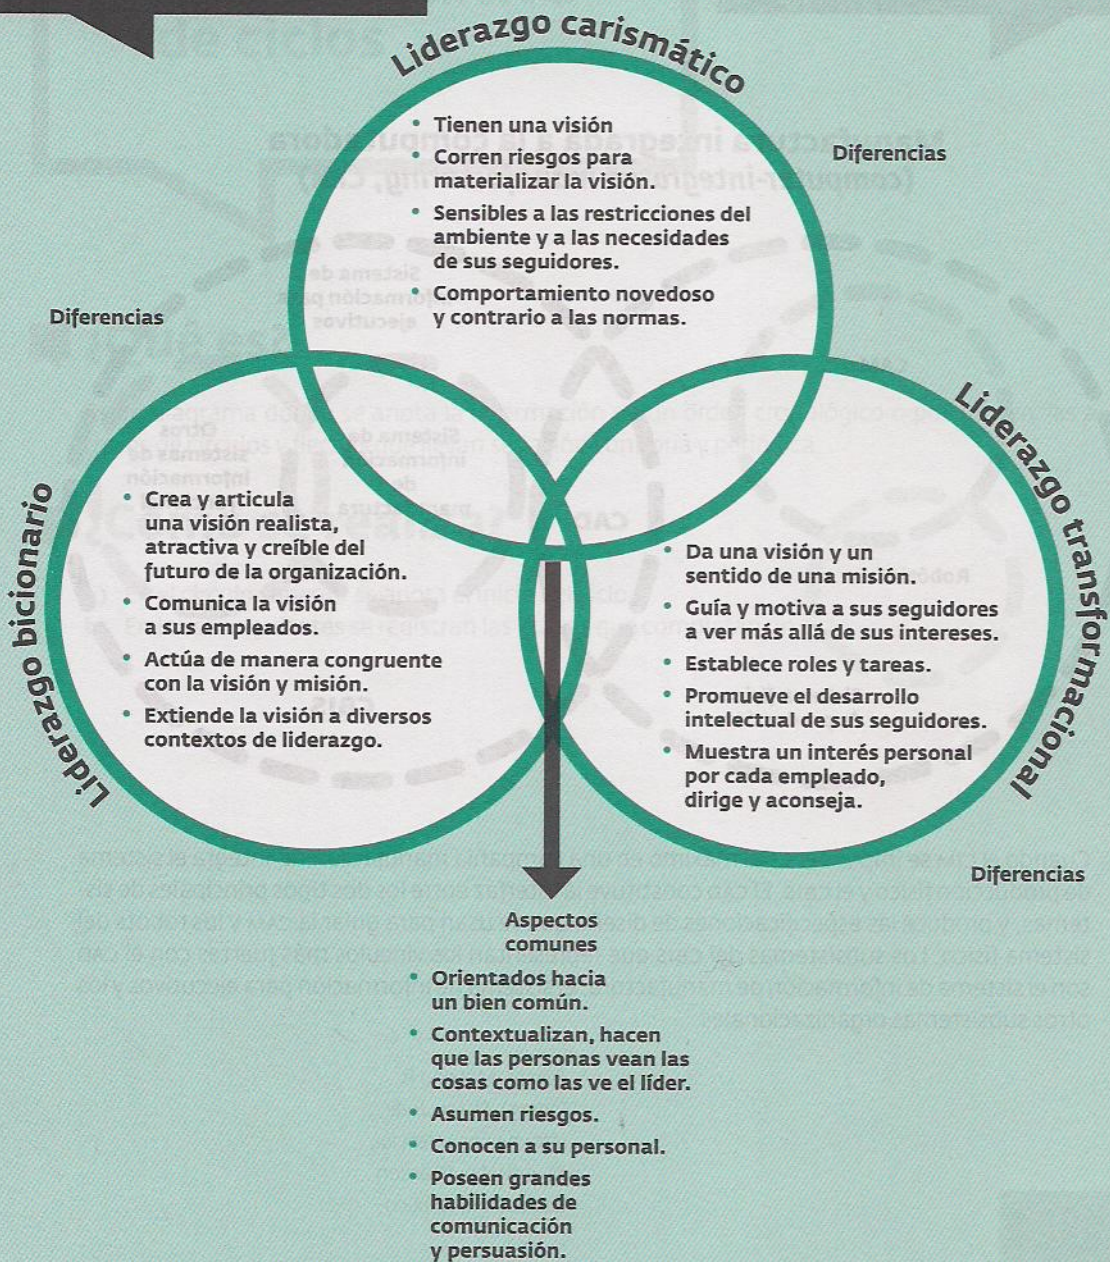 Liderazgo carismático
• Tienen una visión
• Corren riesgos para
materializar la visión.
• Sensibles a las restricciones del
ambiente y a las necesidades
de sus seguidores.
• Comportamiento novedoso
y contrario a las normas.
Diferencias
Diferencias
Liderazgo bicionario
• Crea y articula
una visión realista,
atractiva y creíble del
futuro de la organización.
• Comunica la visión
a sus empleados.
• Actúa de manera congruente
con la visión y misión.
• Extiende la visión a diversos
contextos de liderazgo.
Liderazgo transformacional
• Da una visión y un
sentido de una misión.
• Guía y motiva a sus seguidores
a ver más allá de sus intereses.
• Establece roles y tareas.
• Promueve el desarrollo
intelectual de sus seguidores.
• Muestra un interés personal
por cada empleado,
dirige y aconseja.
Diferencias
Aspectos
comunes
• Orientados hacia
un bien común.
• Contextualizan, hacen
que las personas vean las
cosas como las ve el líder.
• Asumen riesgos.
• Conocen a su personal.
• Poseen grandes
habilidades de
comunicación
y persuasión.